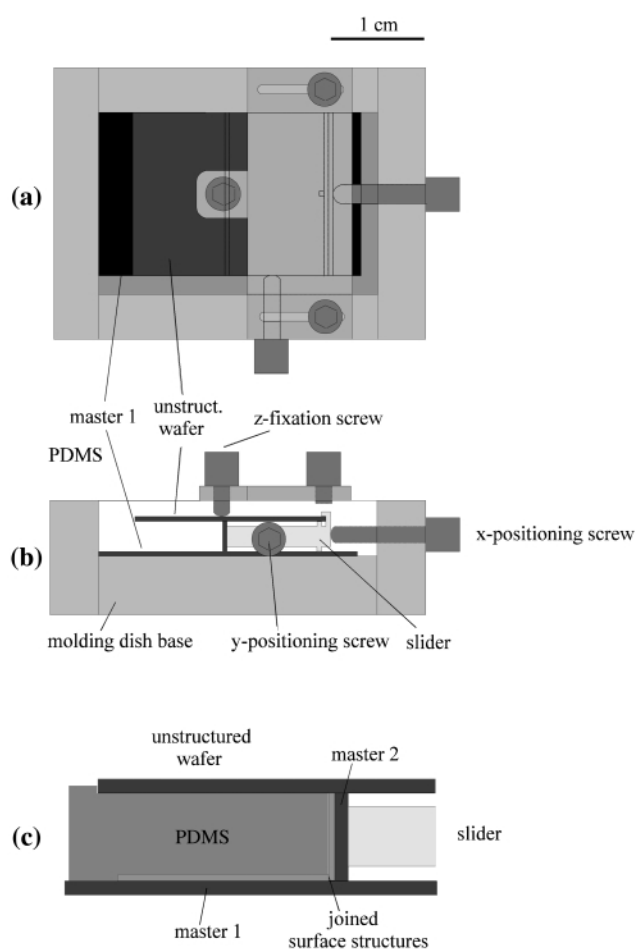 1 cm
(a)
master 1
unstruct.
wafer
z-fixation screw
PDMS
x-positioning screw
(b)
molding dish base
y-positioning screw
slider
unstructured
wafer
master 2
(c)
PDMS
slider
master 1
joined
surface structures